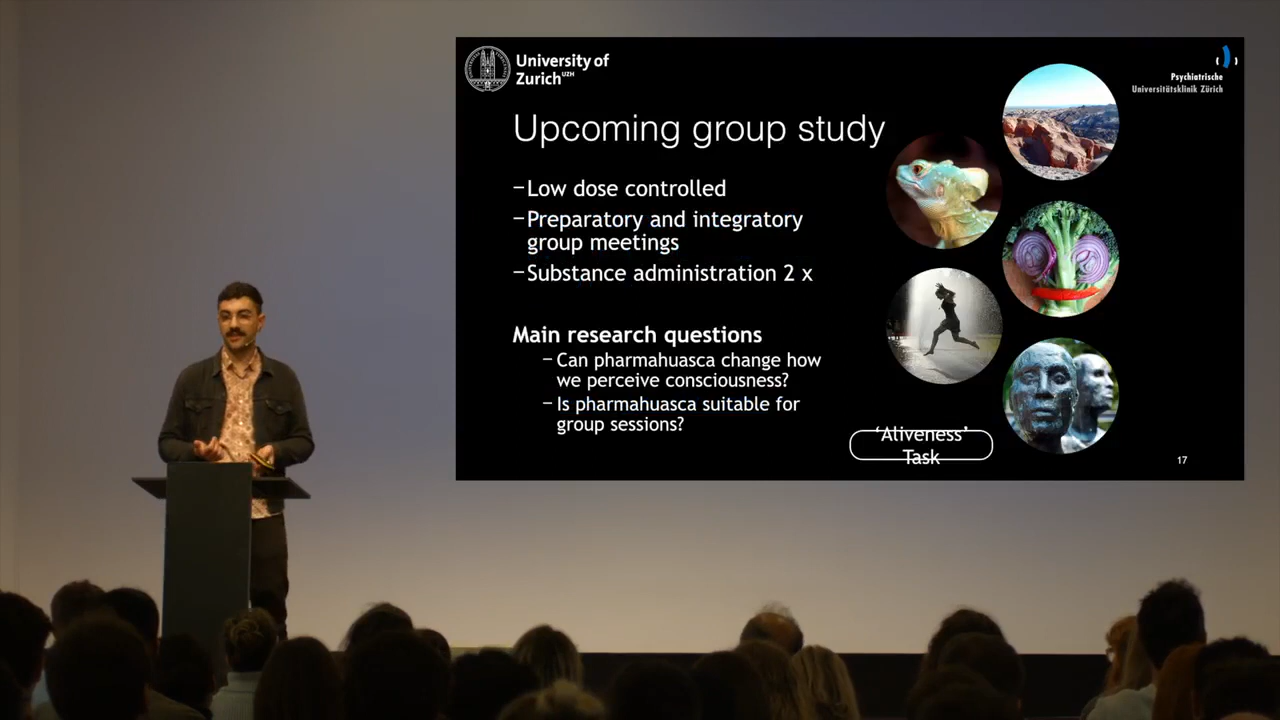 University of
Zurich UZH
Psychiatrische
Universitätsklinik Zürich
Upcoming group study
–Low dose controlled
–Preparatory and integratory
group meetings
–Substance administration 2 x
Main research questions
– Can pharmahuasca change how
we perceive consciousness?
– Is pharmahuasca suitable for
group sessions?
‘Aliveness’
Task
17